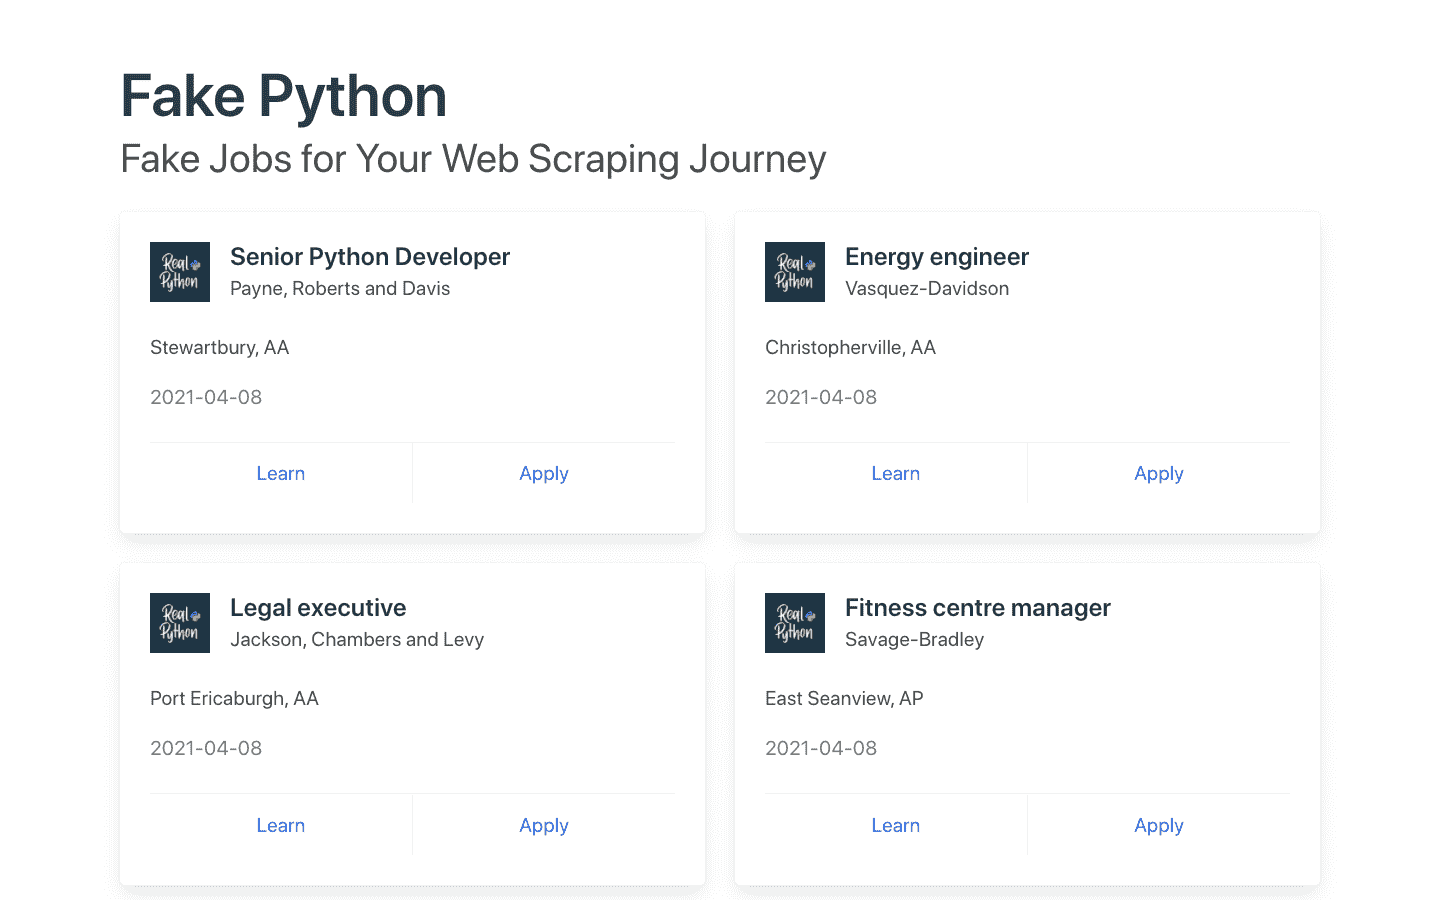 Fake Python
Fake Jobs for Your Web Scraping Journey
Real
Python
Senior Python Developer
Payne, Roberts and Davis
Stewartbury, AA
2021-04-08
Learn
Apply
Real
Python
Energy engineer
Vasquez-Davidson
Christopherville, AA
2021-04-08
Learn
Apply
Real
Python
Legal executive
Jackson, Chambers and Levy
Port Ericaburgh, AA
2021-04-08
Learn
Apply
Real
Python
Fitness centre manager
Savage-Bradley
East Seanview, AP
2021-04-08
Learn
Apply